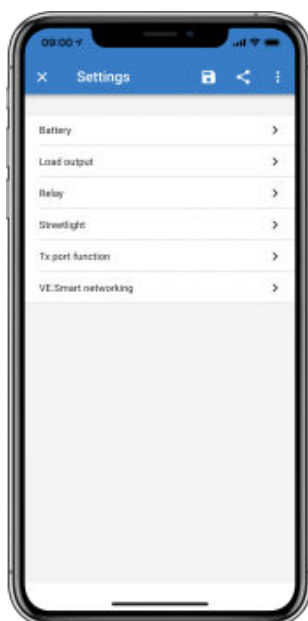 09:00
Settings
Battery
Load output
Relay
Streetlight
Tx port function
VE.Smart networking